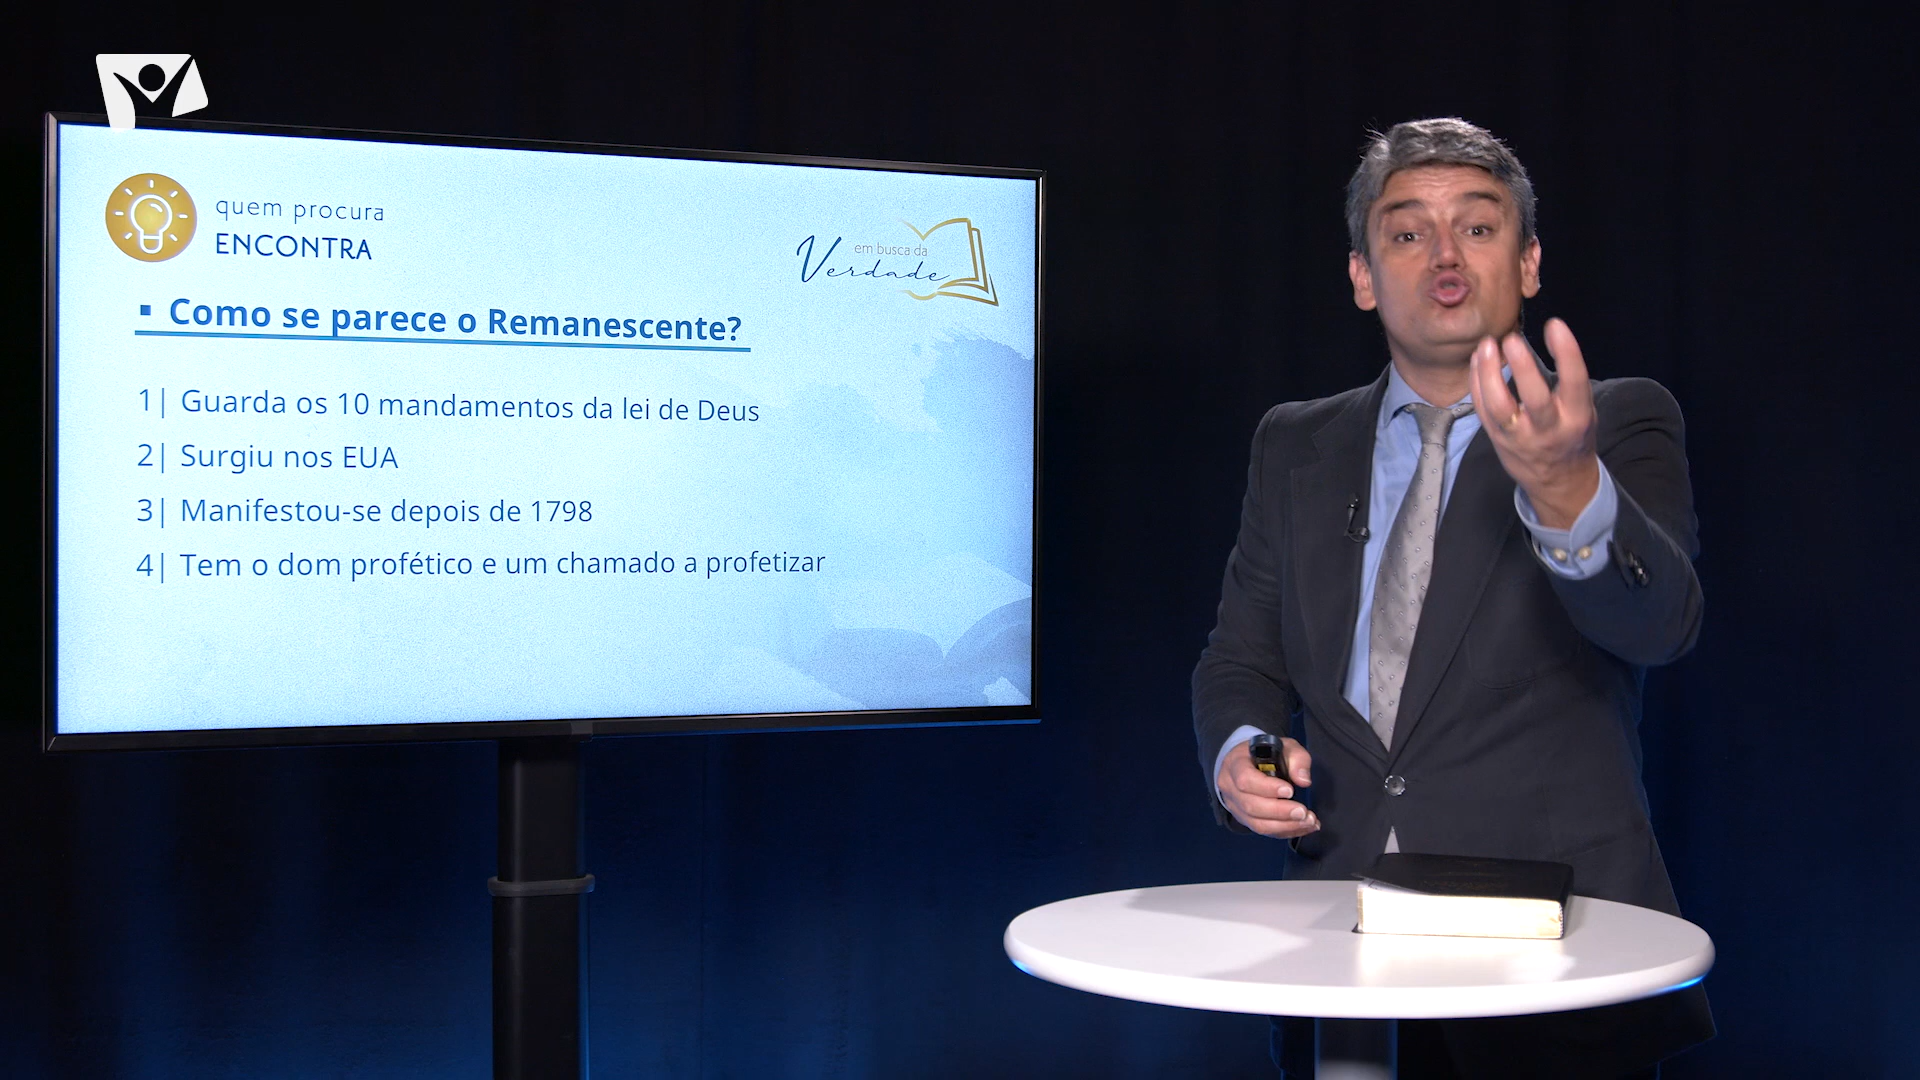 quem procura
ENCONTRA
em busca da
Verdade
▪ Como se parece o Remanescente?
1| Guarda os 10 mandamentos da lei de Deus
2| Surgiu nos EUA
3| Manifestou-se depois de 1798
4| Tem o dom profético e um chamado a profetizar